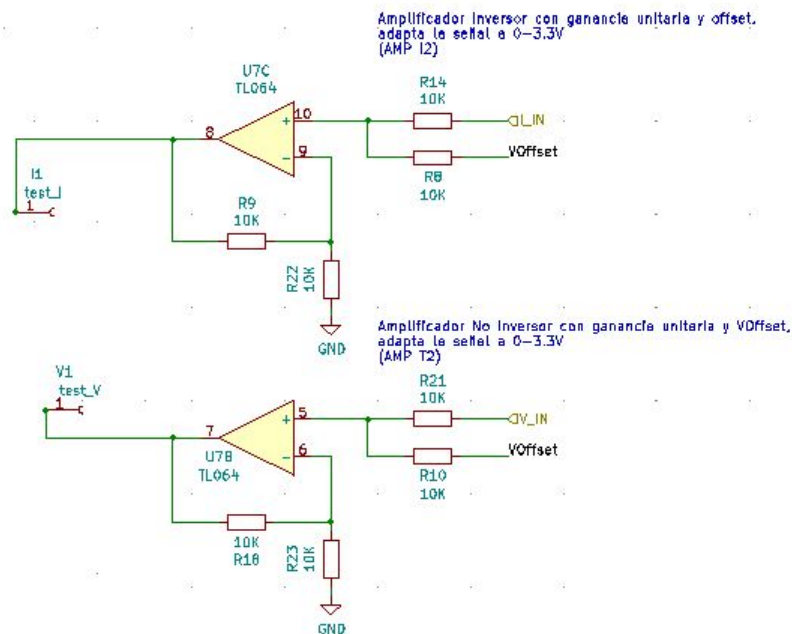 Amplificador Inversor con ganancia unitaria y offset,
adapta la señal a 0-3.3V
(AMP I2)
U7C
TL064
R14
10K
10
8
+
I_IN
9
-
VOffset
I1
test_I
1
R8
10K
R9
10K
R22
10K
GND
Amplificador No Inversor con ganancia unitaria y VOffset,
adapta la señal a 0-3.3V
(AMP T2)
V1
test_V
1
R21
10K
5
7
+
V_IN
6
-
VOffset
U7B
TL064
R10
10K
10K
R18
R23
10K
GND